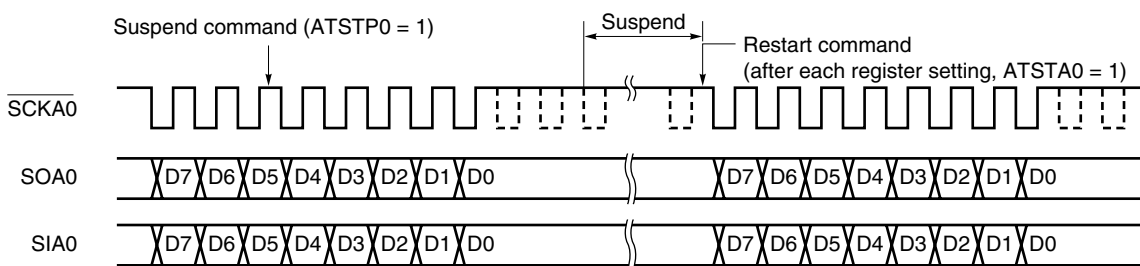 Suspend command (ATSTP0 = 1)
Suspend
Restart command
(after each register setting, ATSTA0 = 1)
SCKA0
SOA0
D7 D6 D5 D4 D3 D2 D1 D0
D7 D6 D5 D4 D3 D2 D1 D0
SIA0
D7 D6 D5 D4 D3 D2 D1 D0
D7 D6 D5 D4 D3 D2 D1 D0